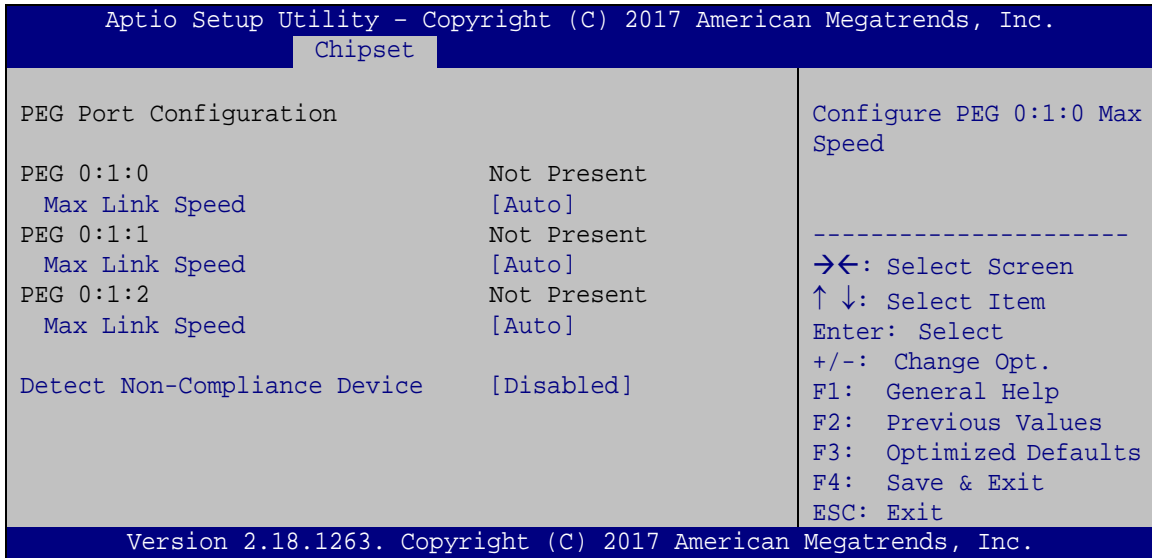 Aptio Setup Utility – Copyright (C) 2017 American Megatrends, Inc.
Chipset
PEG Port Configuration
PEG 0:1:0 Not Present
Max Link Speed [Auto]
PEG 0:1:1 Not Present
Max Link Speed [Auto]
PEG 0:1:2 Not Present
Max Link Speed [Auto]
Detect Non-Compliance Device [Disabled]
Configure PEG 0:1:0 Max
Speed
----------------------
→←: Select Screen
↑ ↓: Select Item
Enter: Select
+/-: Change Opt.
F1: General Help
F2: Previous Values
F3: Optimized Defaults
F4: Save & Exit
ESC: Exit
Version 2.18.1263. Copyright (C) 2017 American Megatrends, Inc.